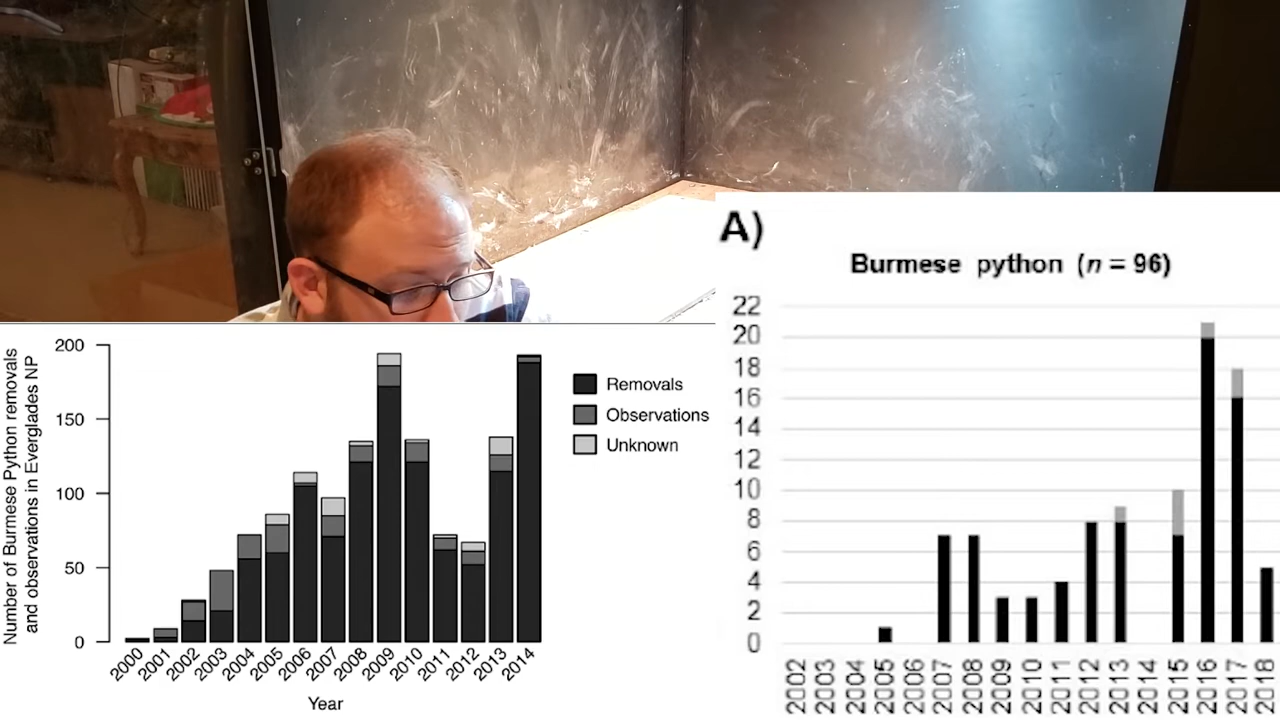 Number of Burmese Python removals
and observations in Everglades NP
200
150
100
50
0
2000 2001 2002 2003 2004 2005 2006 2007 2008 2009 2010 2011 2012 2013 2014
Year
Removals
Observations
Unknown
A)
Burmese python (n = 96)
22
20
18
16
14
12
10
8
6
4
2
0
2002 2003 2004 2005 2006 2007 2008 2009 2010 2011 2012 2013 2014 2015 2016 2017 2018